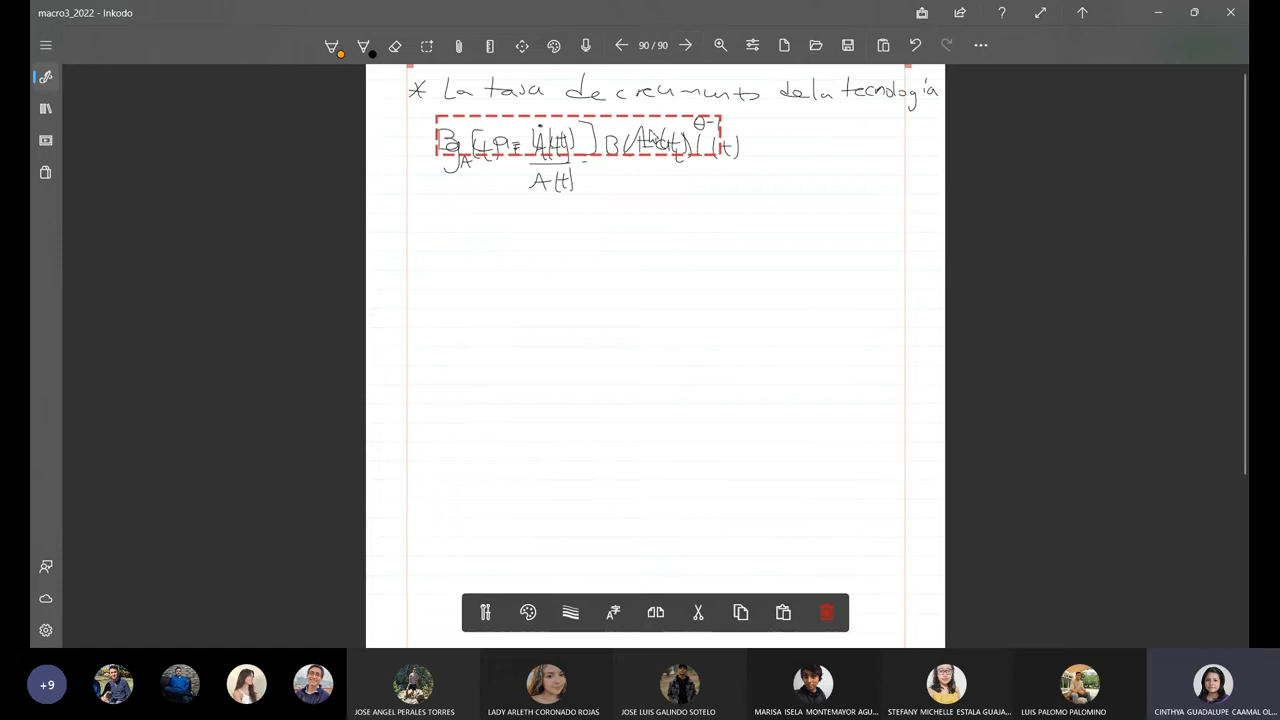 macro3_2022 - Inkodo
90 / 90
* La tasa de crecimiento de la tecnología
A(t)
+9
JOSE ANGEL PERALES TORRES
LADY ARLETH CORONADO ROJAS
JOSE LUIS GALINDO SOTELO
MARISA ISELA MONTEMAYOR AGU...
STEFANY MICHELLE ESTALA GUAJA...
LUIS PALOMO PALOMINO
CINTHYA GUADALUPE CAAMAL OL...